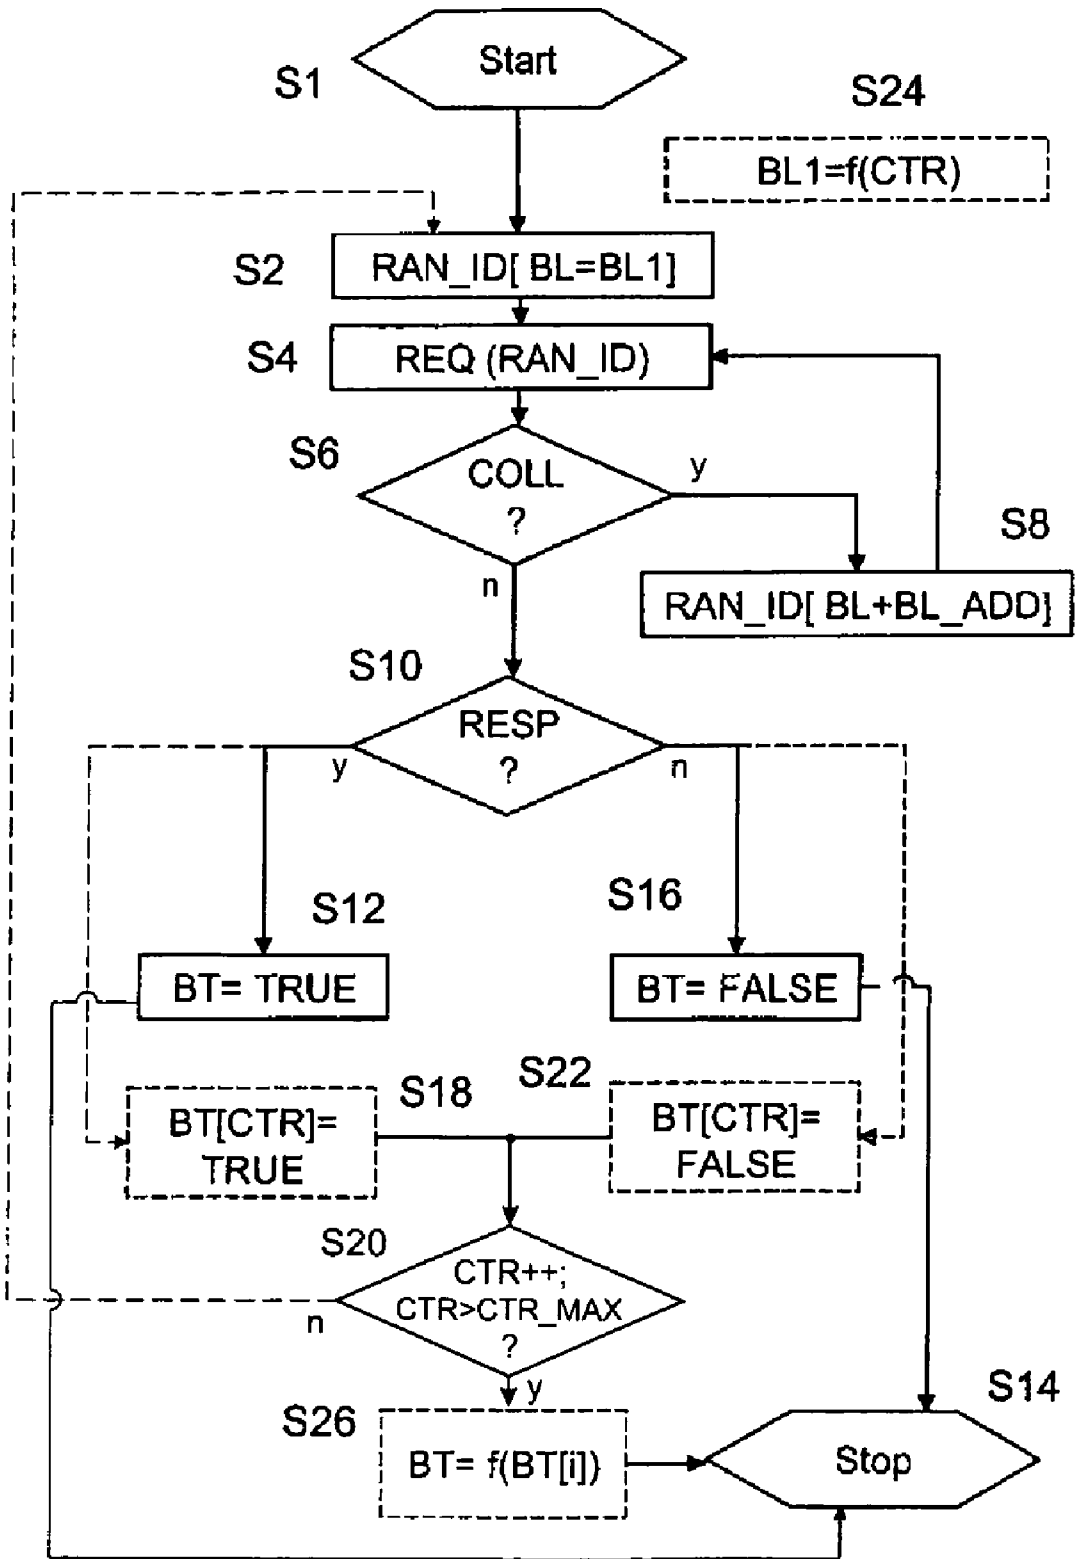 Start
S1
S24
BL1=f(CTR)
S2
RAN_ID[ BL=BL1]
S4
REQ (RAN_ID)
S6
COLL
?
y
n
S8
RAN_ID[ BL+BL_ADD]
S10
RESP
?
y
n
S12
S16
BT= TRUE
BT= FALSE
S18
S22
BT[CTR]=
TRUE
BT[CTR]=
FALSE
S20
CTR++;
CTR>CTR_MAX
?
n
y
S26
S14
BT= f(BT[i])
Stop